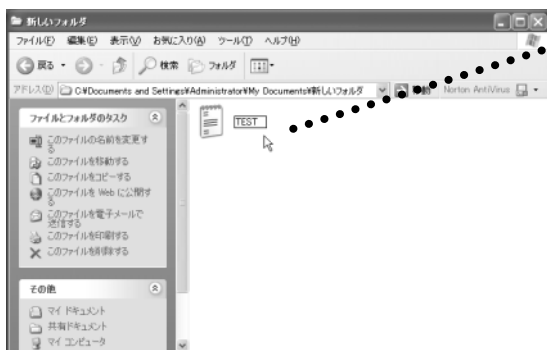 新しいフォルダ
ファイル(F) 編集(E) 表示(V) お気に入り(A) ツール(T) ヘルプ(H)
戻る 検索 フォルダ
アドレス(D) C:¥Documents and Settings¥Administrator¥My Documents¥新しいフォルダ 移動 Norton AntiVirus
ファイルとフォルダのタスク
このファイルの名前を変更す
る
このファイルを移動する
このファイルをコピーする
このファイルを Web に公開す
る
このファイルを電子メールで
送信する
このファイルを印刷する
このファイルを削除する
TEST
その他
マイ ドキュメント
共有ドキュメント
マイ コンピュータ